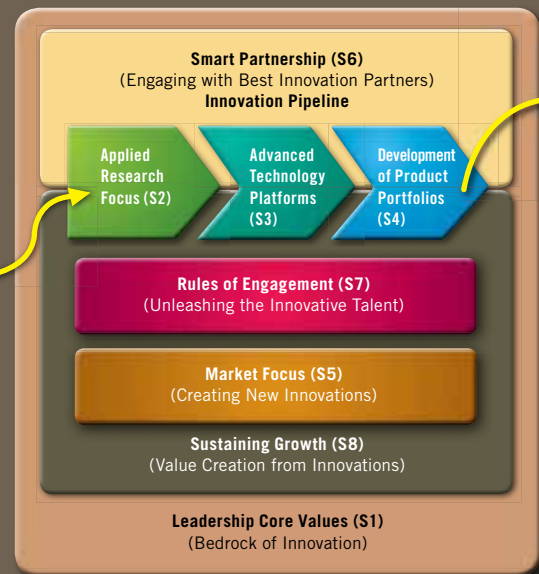 Smart Partnership (S6)
(Engaging with Best Innovation Partners)
Innovation Pipeline
Applied
Research
Focus (S2)
Advanced
Technology
Platforms
(S3)
Development
of Product
Portfolios
(S4)
Rules of Engagement (S7)
(Unleashing the Innovative Talent)
Market Focus (S5)
(Creating New Innovations)
Sustaining Growth (S8)
(Value Creation from Innovations)
Leadership Core Values (S1)
(Bedrock of Innovation)